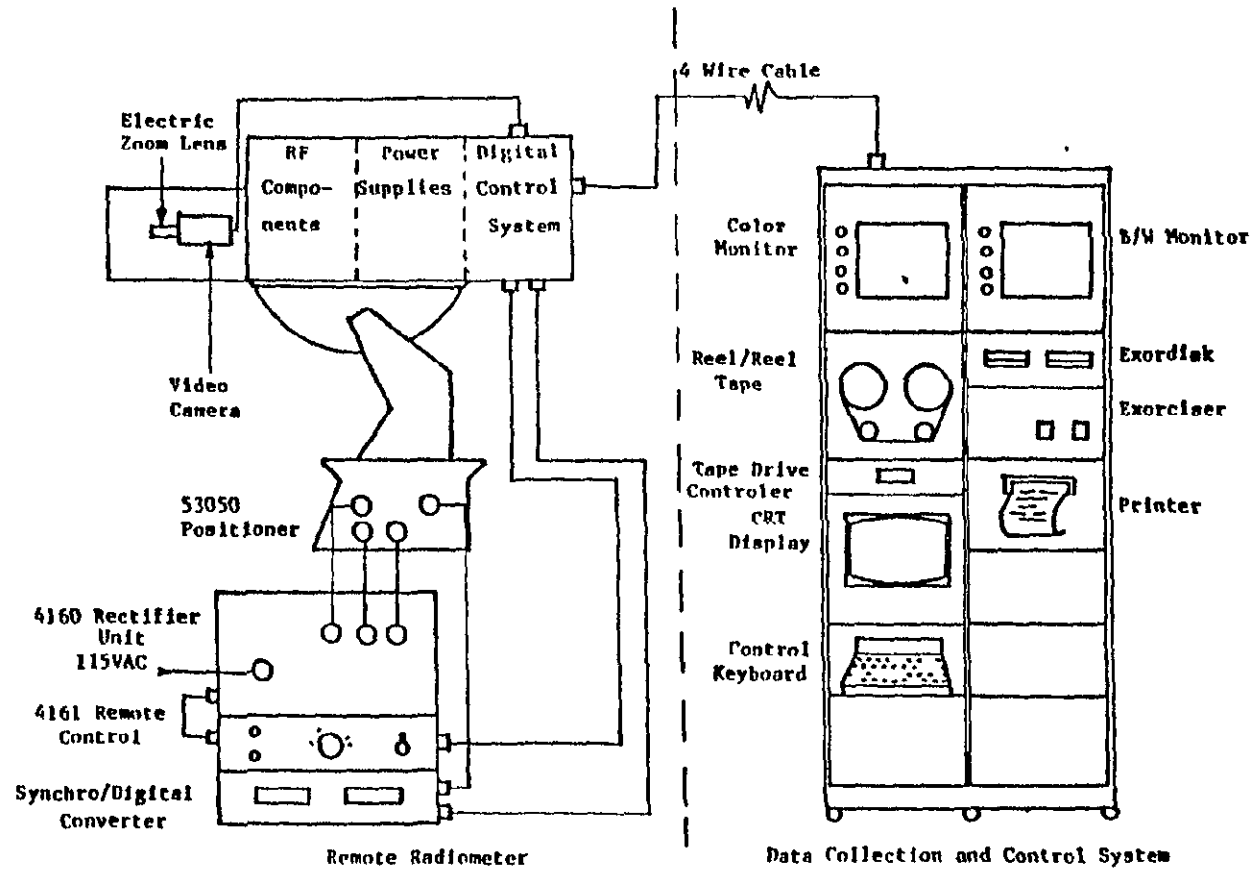 4 Wire Cable
Electric
Zoom Lens
RF
Compo-
nents
Power
Supplies
Digital
Control
System
Video
Camera
53050
Positioner
4160 Rectifier
Unit
115VAC
4161 Remote
Control
Synchro/Digital
Converter
Remote Radiometer
Color
Monitor
B/W Monitor
Reel/Reel
Tape
Exordisk
Exorciser
Tape Drive
Controler
CRT
Display
Printer
Control
Keyboard
Data Collection and Control System